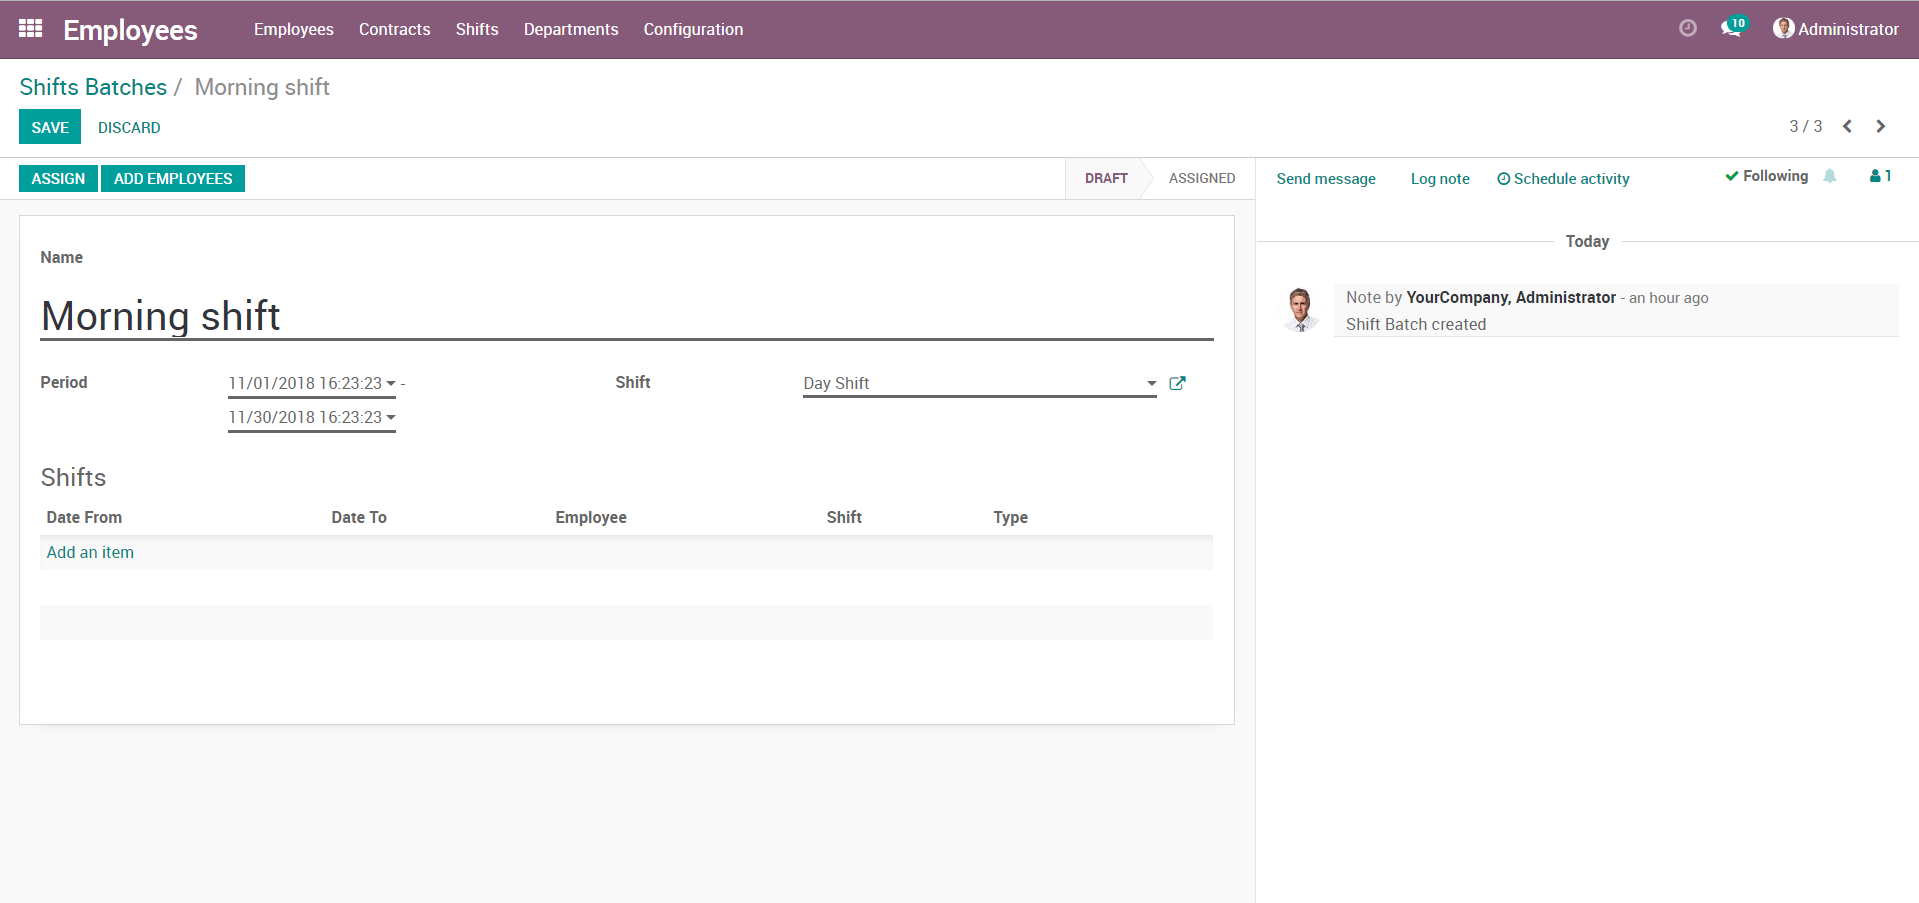 Employees Employees Contracts Shifts Departments Configuration 10 Administrator
Shifts Batches / Morning shift
SAVE DISCARD 3 / 3
ASSIGN ADD EMPLOYEES DRAFT ASSIGNED Send message Log note Schedule activity Following 1
Name
Morning shift
Period 11/01/2018 16:23:23 -
11/30/2018 16:23:23
Shift Day Shift
Shifts
Date From Date To Employee Shift Type
Add an item
Today
Note by YourCompany, Administrator - an hour ago
Shift Batch created